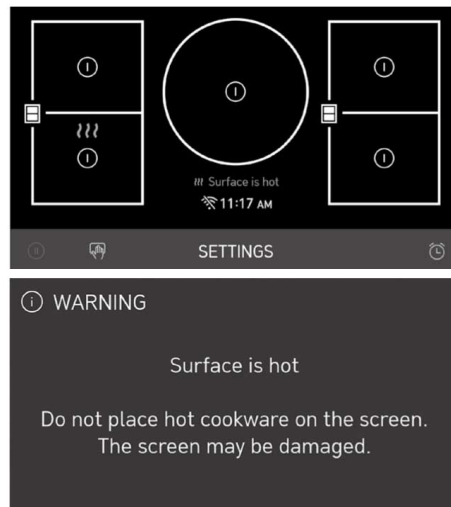 Surface is hot
11:17 AM
SETTINGS
WARNING
Surface is hot
Do not place hot cookware on the screen.
The screen may be damaged.